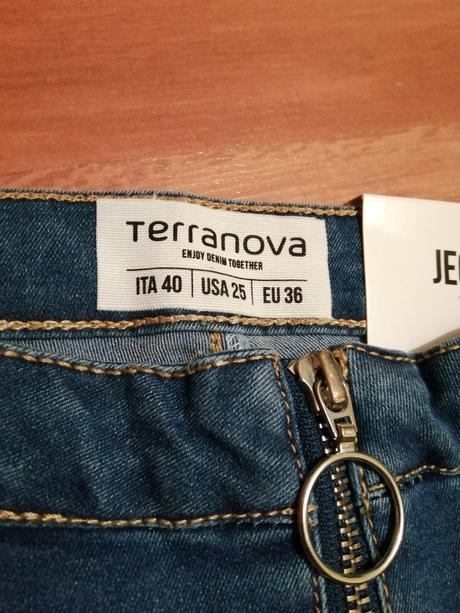 Terranova
ENJOY DENIM TOGETHER
ITA 40 | USA 25 | EU 36